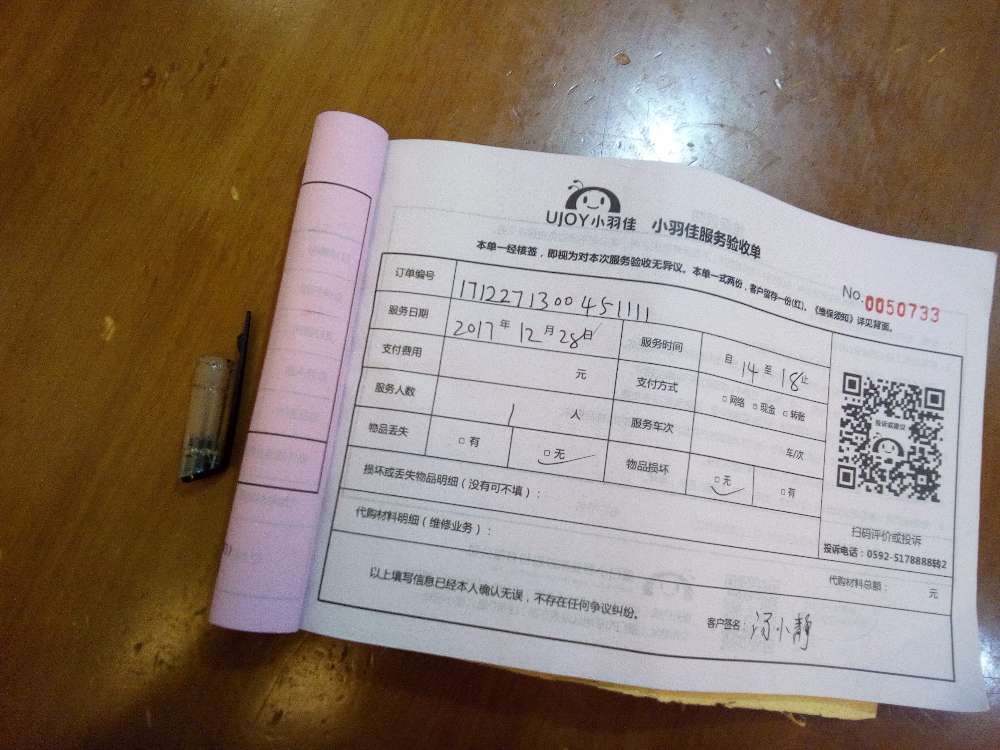 UJOY小羽佳 小羽佳服务验收单
本单一经核签，即视为对本次服务验收无异议。本单一式两份，客户留存一份(红)。《维保须知》详见背面。
No. 0050733
订单编号 17122713004451111
服务日期 2017年12月28日 服务时间 自14至18止
支付费用 元 支付方式 □网络 □现金 □转账
服务人数 1人 服务车次 车/次
物品丢失 □有 □无 ✓ 物品损坏 □无 ✓ □有
损坏或丢失物品明细（没有可不填）：
投诉或建议
扫码评价或投诉
投诉电话：0592-5178888转2
代购材料明细（维修业务）：
代购材料总额： 元
以上填写信息已经本人确认无误，不存在任何争议纠纷。
客户签名：汤小静